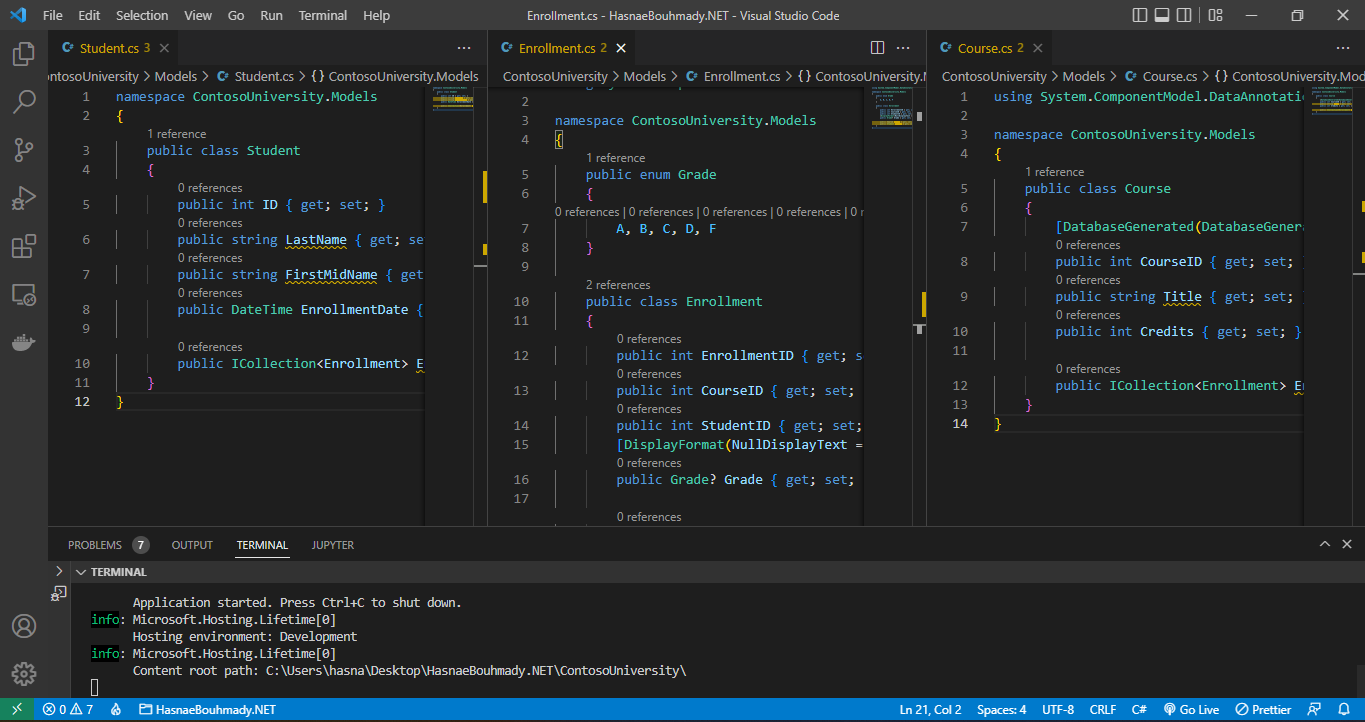 File Edit Selection View Go Run Terminal Help
Enrollment.cs - HasnaeBouhmady.NET - Visual Studio Code
C# Student.cs 3
ntosoUniversity > Models > C# Student.cs > {} ContosoUniversity.Models
1 namespace ContosoUniversity.Models
2 {
1 reference
3 public class Student
4 {
0 references
5 public int ID { get; set; }
0 references
6 public string LastName { get; se
0 references
7 public string FirstMidName { get
0 references
8 public DateTime EnrollmentDate {
9
0 references
10 public ICollection<Enrollment> E
11 }
12 }
C# Enrollment.cs 2
ContosoUniversity > Models > C# Enrollment.cs > {} ContosoUniversity.
2
3 namespace ContosoUniversity.Models
4 {
1 reference
5 public enum Grade
6 {
0 references | 0 references | 0 references | 0 references | 0 r
7 A, B, C, D, F
8 }
9
2 references
10 public class Enrollment
11 {
0 references
12 public int EnrollmentID { get; s
0 references
13 public int CourseID { get; set;
0 references
14 public int StudentID { get; set;
15 [DisplayFormat(NullDisplayText =
0 references
16 public Grade? Grade { get; set;
17
0 references
C# Course.cs 2
ContosoUniversity > Models > C# Course.cs > {} ContosoUniversity.Mod
1 using System.ComponentModel.DataAnnotati
2
3 namespace ContosoUniversity.Models
4 {
1 reference
5 public class Course
6 {
7 [DatabaseGenerated(DatabaseGener
0 references
8 public int CourseID { get; set; 
0 references
9 public string Title { get; set; 
0 references
10 public int Credits { get; set; }
11
0 references
12 public ICollection<Enrollment> E
13 }
14 }
PROBLEMS 7 OUTPUT TERMINAL JUPYTER
TERMINAL
Application started. Press Ctrl+C to shut down.
info: Microsoft.Hosting.Lifetime[0]
Hosting environment: Development
info: Microsoft.Hosting.Lifetime[0]
Content root path: C:\Users\hasna\Desktop\HasnaeBouhmady.NET\ContosoUniversity\
0 7 HasnaeBouhmady.NET Ln 21, Col 2 Spaces: 4 UTF-8 CRLF C# Go Live Prettier